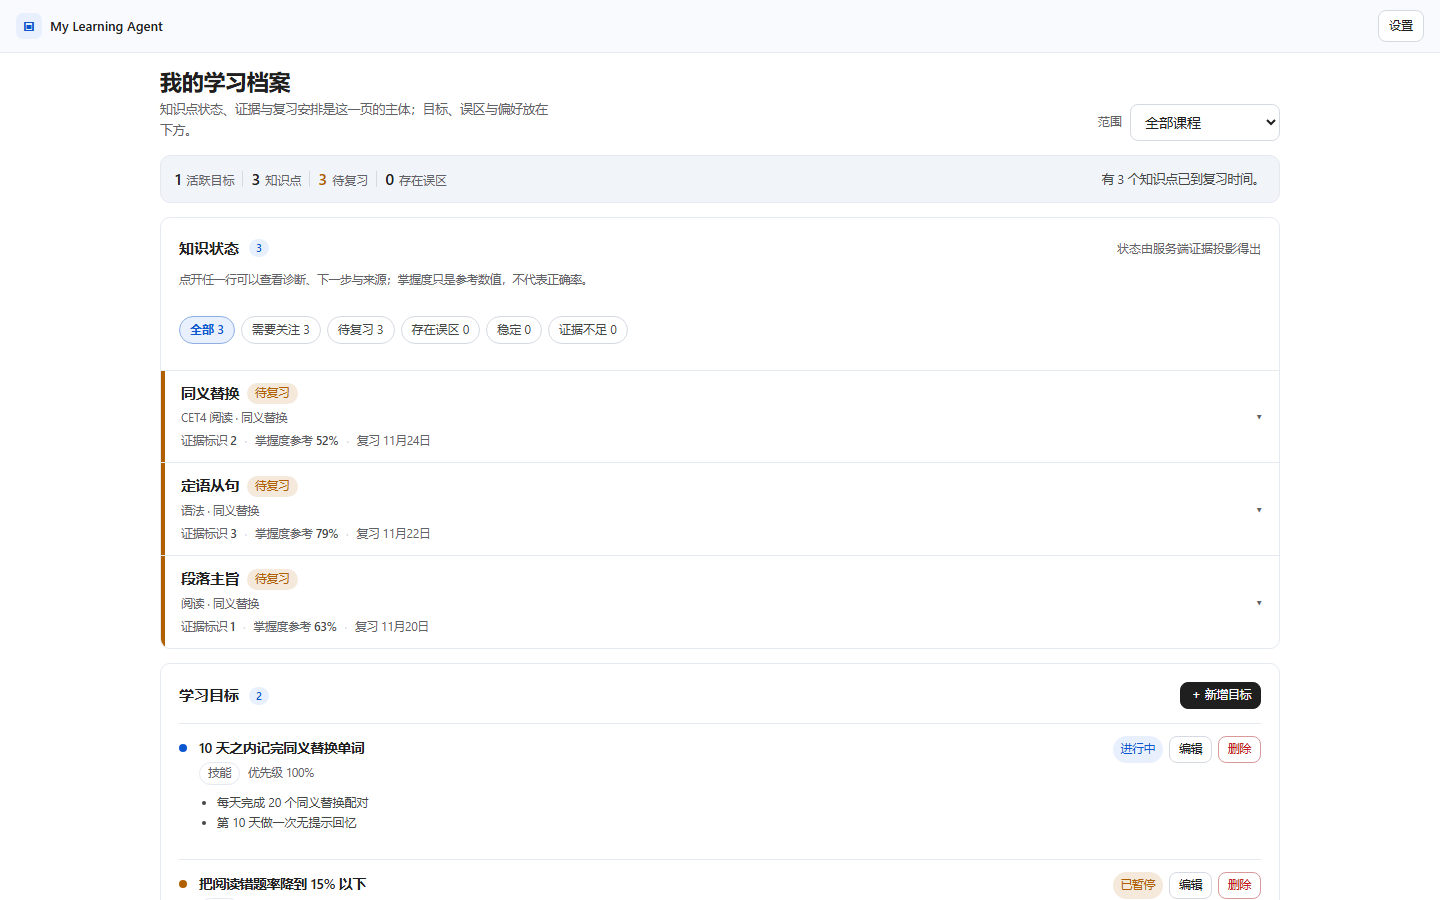 My Learning Agent
设置
我的学习档案
知识点状态、证据与复习安排是这一页的主体；目标、误区与偏好放在
下方。
范围 全部课程
1 活跃目标 3 知识点 3 待复习 0 存在误区
有 3 个知识点已到复习时间。
知识状态 3
状态由服务端证据投影得出
点开任一行可以查看诊断、下一步与来源；掌握度只是参考数值，不代表正确率。
全部 3 需要关注 3 待复习 3 存在误区 0 稳定 0 证据不足 0
同义替换 待复习
CET4 阅读 · 同义替换
证据标识 2 · 掌握度参考 52% · 复习 11月24日
定语从句 待复习
语法 · 同义替换
证据标识 3 · 掌握度参考 79% · 复习 11月22日
段落主旨 待复习
阅读 · 同义替换
证据标识 1 · 掌握度参考 63% · 复习 11月20日
学习目标 2
+ 新增目标
10 天之内记完同义替换单词
进行中 编辑 删除
技能 优先级 100%
• 每天完成 20 个同义替换配对
• 第 10 天做一次无提示回忆
把阅读错题率降到 15% 以下
已暂停 编辑 删除